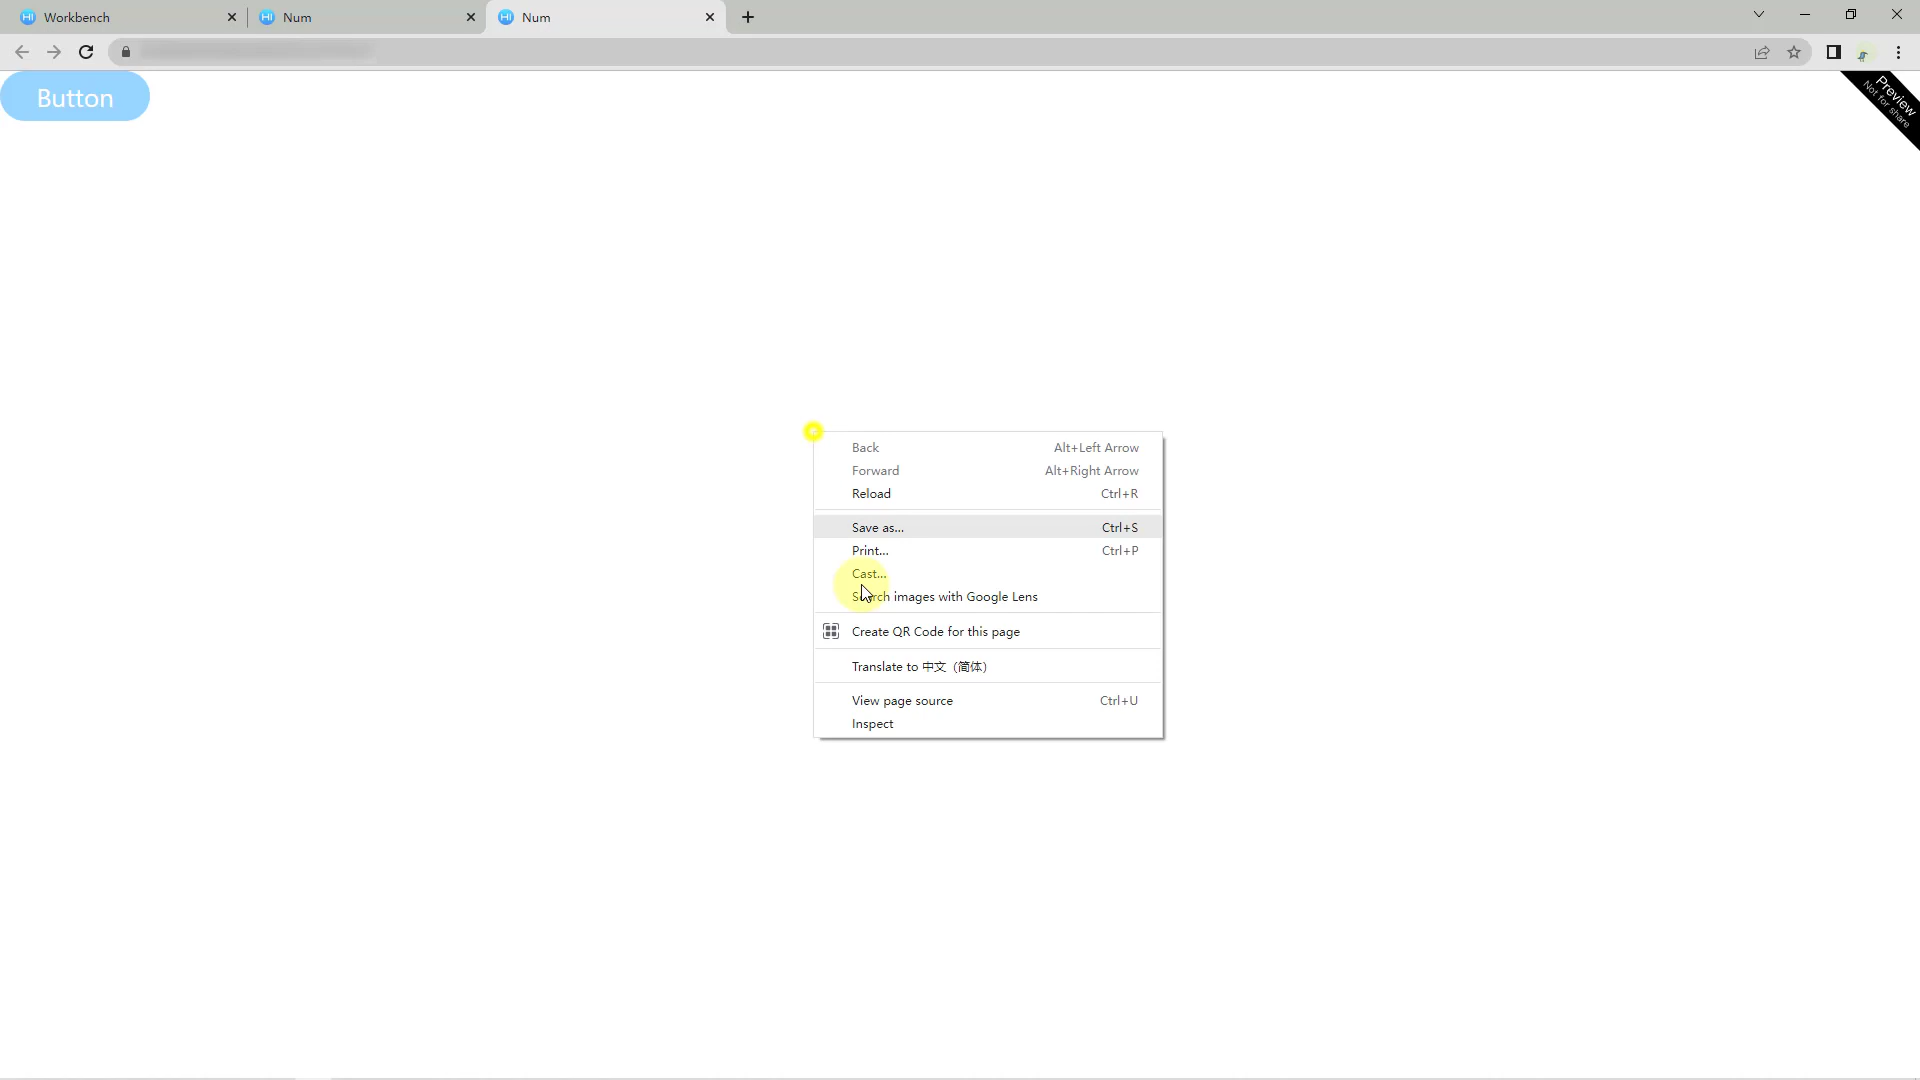 Workbench
Num
Num
Button
Preview
Not for share
Back Alt+Left Arrow
Forward Alt+Right Arrow
Reload Ctrl+R
Save as... Ctrl+S
Print... Ctrl+P
Cast...
Search images with Google Lens
Create QR Code for this page
Translate to 中文 (简体)
View page source Ctrl+U
Inspect